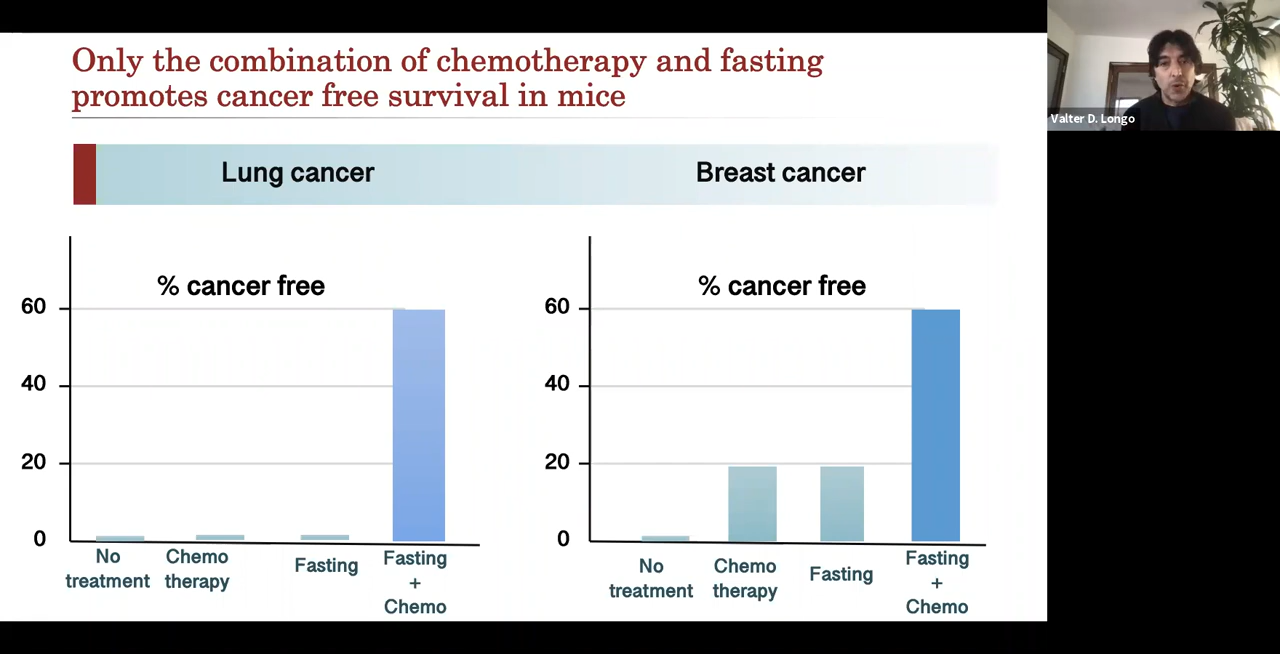 Only the combination of chemotherapy and fasting
promotes cancer free survival in mice
Valter D. Longo
Lung cancer
Breast cancer
% cancer free
60
40
20
0
No
treatment
Chemo
therapy
Fasting
Fasting
+
Chemo
% cancer free
60
40
20
0
No
treatment
Chemo
therapy
Fasting
Fasting
+
Chemo